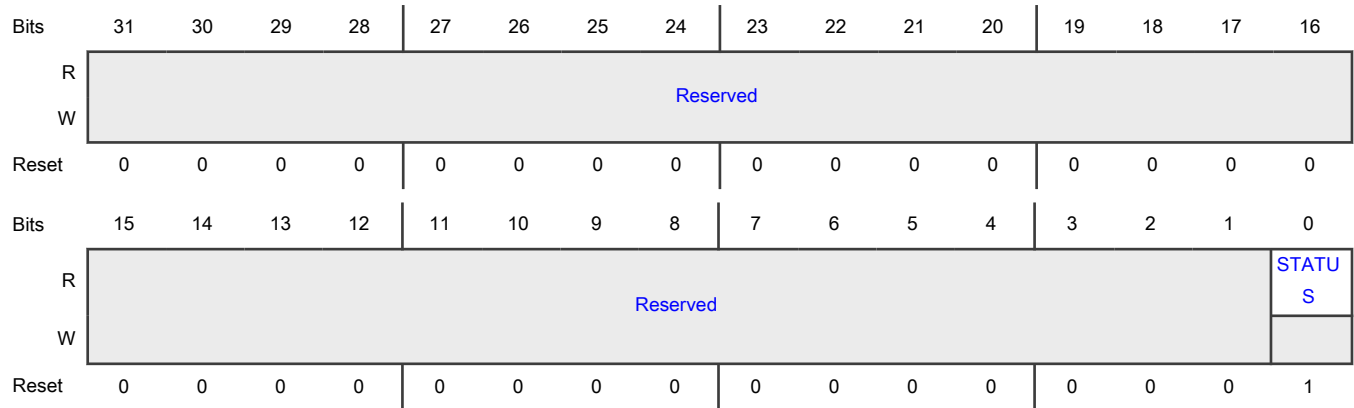 Bits 31 30 29 28 27 26 25 24 23 22 21 20 19 18 17 16
R
Reserved
W
Reset 0 0 0 0 0 0 0 0 0 0 0 0 0 0 0 0
Bits 15 14 13 12 11 10 9 8 7 6 5 4 3 2 1 0
R
STATU
S
Reserved
W
Reset 0 0 0 0 0 0 0 0 0 0 0 0 0 0 0 1